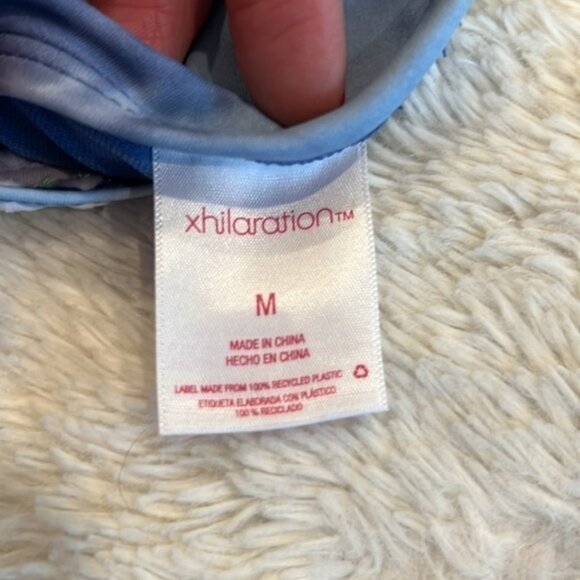 xhilaration™
M
MADE IN CHINA
HECHO EN CHINA
LABEL MADE FROM 100% RECYCLED PLASTIC
ETIQUETA ELABORADA CON PLÁSTICO
100 % RECICLADO